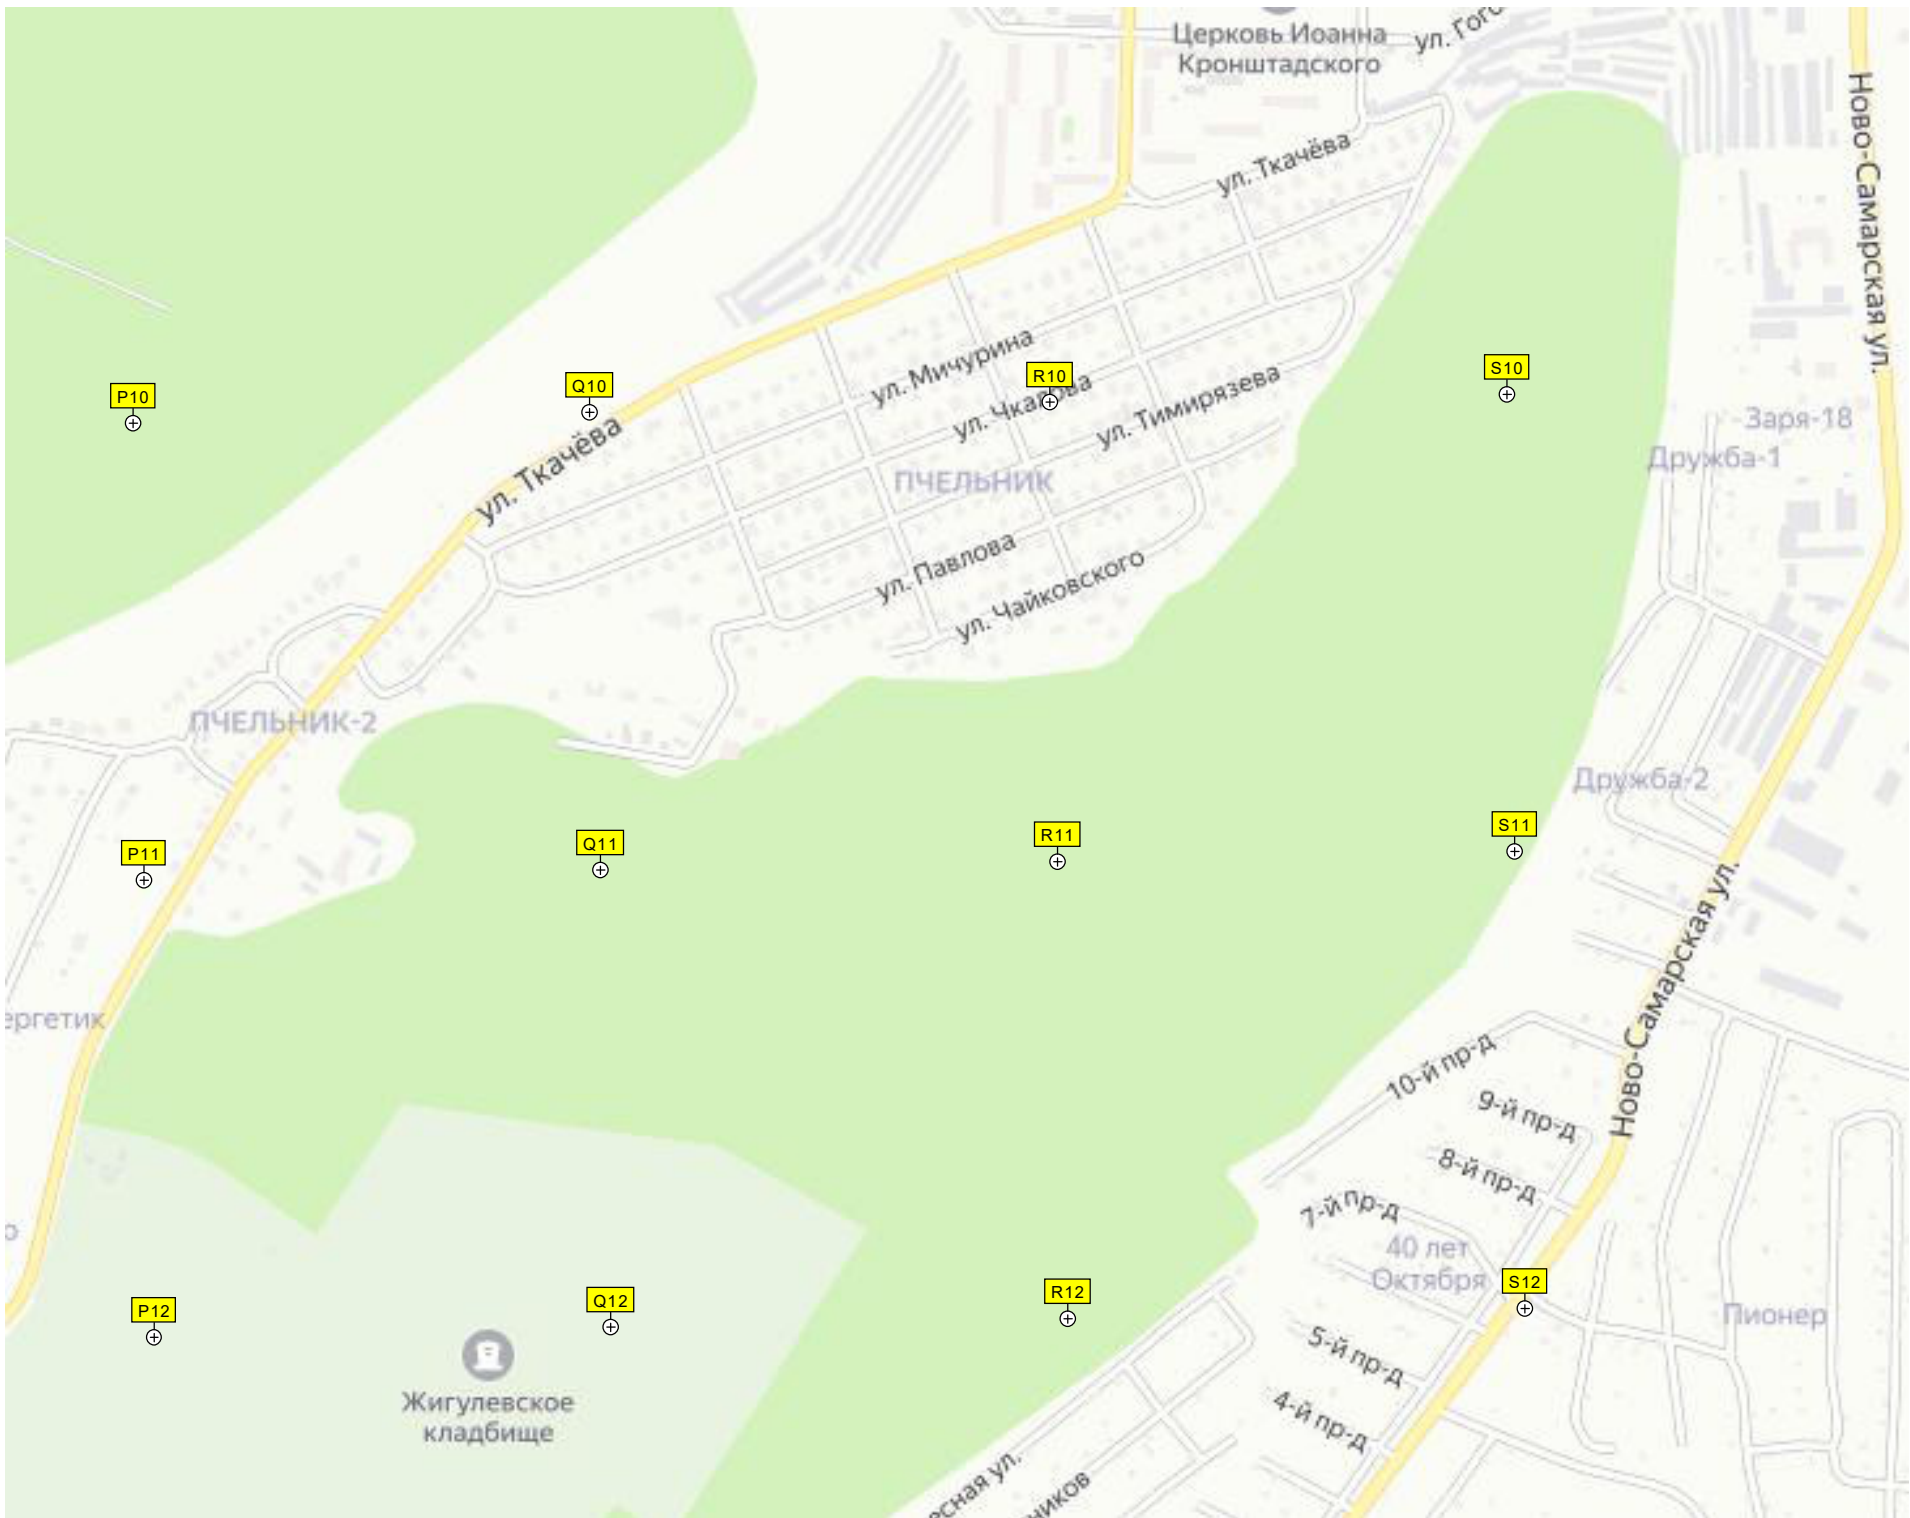 Церковь Иоанна
Кронштадского
ул. Ткачёва
Ново-Самарская ул.
ул. Мичурина
P10
Q10
R10
S10
ул. Чкалова
ул. Тимирязева
Заря-18
Дружба-1
ул. Ткачёва
ПЧЕЛЬНИК
ул. Павлова
ул. Чайковского
ПЧЕЛЬНИК-2
Дружба-2
P11
Q11
R11
S11
Ново-Самарская ул.
10-й пр-д
9-й пр-д
8-й пр-д
7-й пр-д
40 лет
Октября
P12
Q12
R12
S12
Пионер
5-й пр-д
4-й пр-д
Жигулевское
кладбище